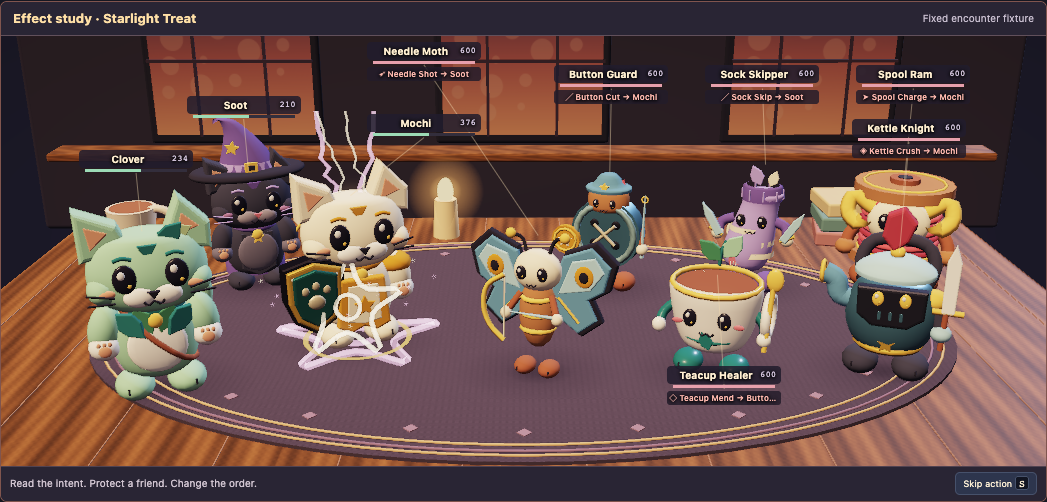 Effect study · Starlight Treat
Fixed encounter fixture
Needle Moth 600
Needle Shot → Soot
Button Guard 600
Button Cut → Mochi
Sock Skipper 600
Sock Skip → Soot
Spool Ram 600
Spool Charge → Mochi
Soot 210
Mochi 376
Kettle Knight 600
Kettle Crush → Mochi
Clover 234
Teacup Healer 600
Teacup Mend → Butto...
Read the intent. Protect a friend. Change the order.
Skip action S